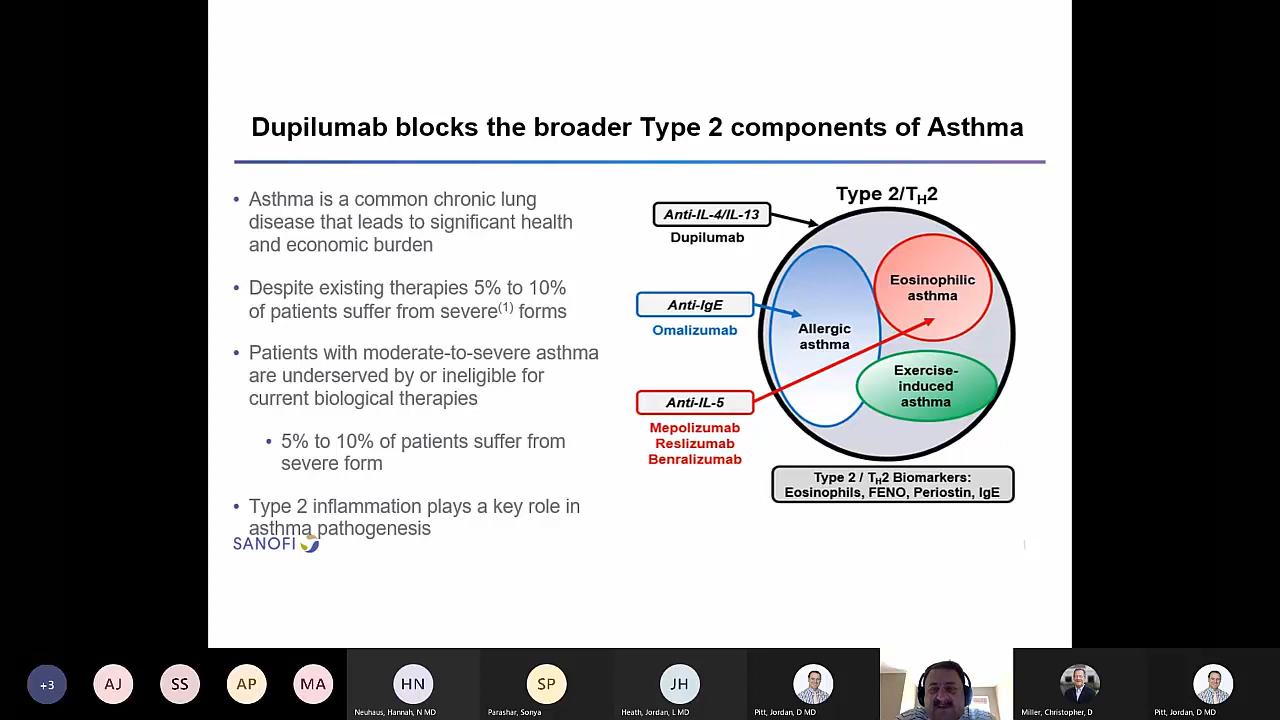 Dupilumab blocks the broader Type 2 components of Asthma
• Asthma is a common chronic lung
disease that leads to significant health
and economic burden
• Despite existing therapies 5% to 10%
of patients suffer from severe(1) forms
• Patients with moderate-to-severe asthma
are underserved by or ineligible for
current biological therapies
• 5% to 10% of patients suffer from
severe form
• Type 2 inflammation plays a key role in
asthma pathogenesis
SANOFI
Type 2/TH2
Anti-IL-4/IL-13
Dupilumab
Anti-IgE
Omalizumab
Anti-IL-5
Mepolizumab
Reslizumab
Benralizumab
Allergic
asthma
Eosinophilic
asthma
Exercise-
induced
asthma
Type 2 / TH2 Biomarkers:
Eosinophils, FENO, Periostin, IgE
+3
AJ
SS
AP
MA
HN
Neuhaus, Hannah, N MD
SP
Parashar, Sonya
JH
Heath, Jordan, L MD
Pitt, Jordan, D MD
Miller, Christopher, D
Pitt, Jordan, D MD